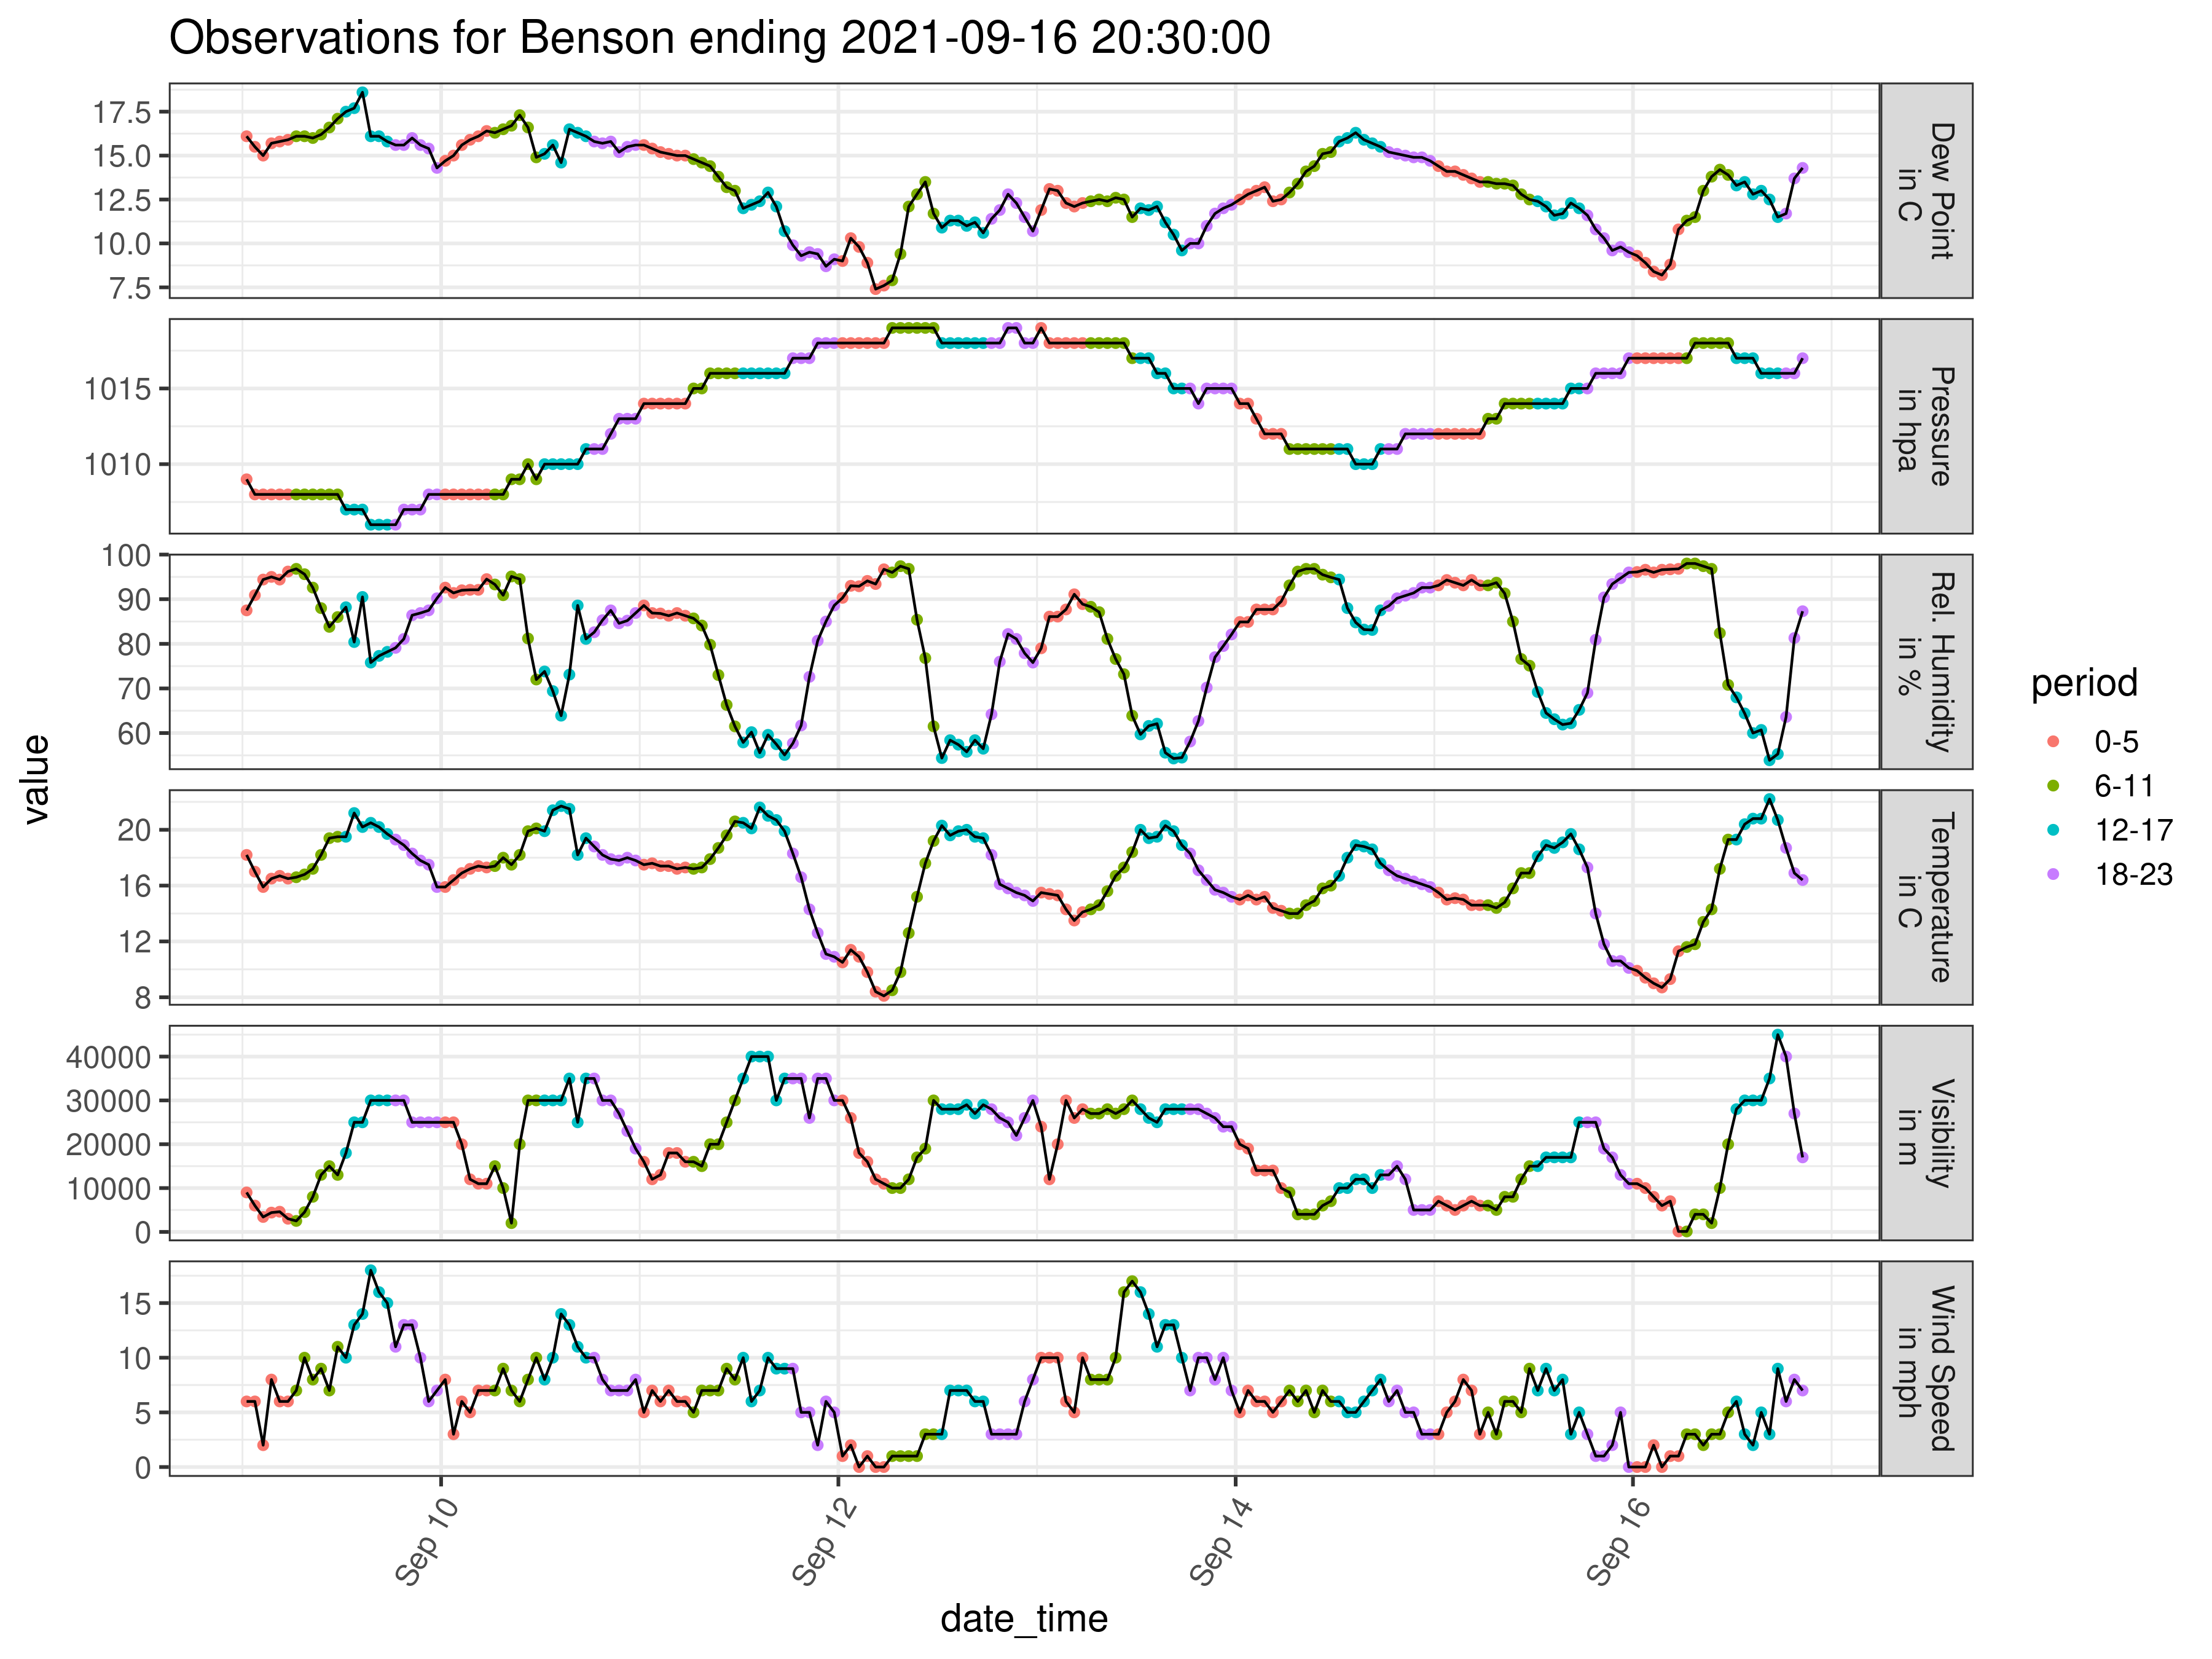 Observations for Benson ending 2021-09-16 20:30:00
value
17.5
15.0
12.5
10.0
7.5
Dew Point
in C
1015
1010
Pressure
in hpa
100
90
80
70
60
Rel. Humidity
in %
20
16
12
8
Temperature
in C
40000
30000
20000
10000
0
Visibility
in m
15
10
5
0
Wind Speed
in mph
Sep 10
Sep 12
Sep 14
Sep 16
date_time
period
0-5
6-11
12-17
18-23